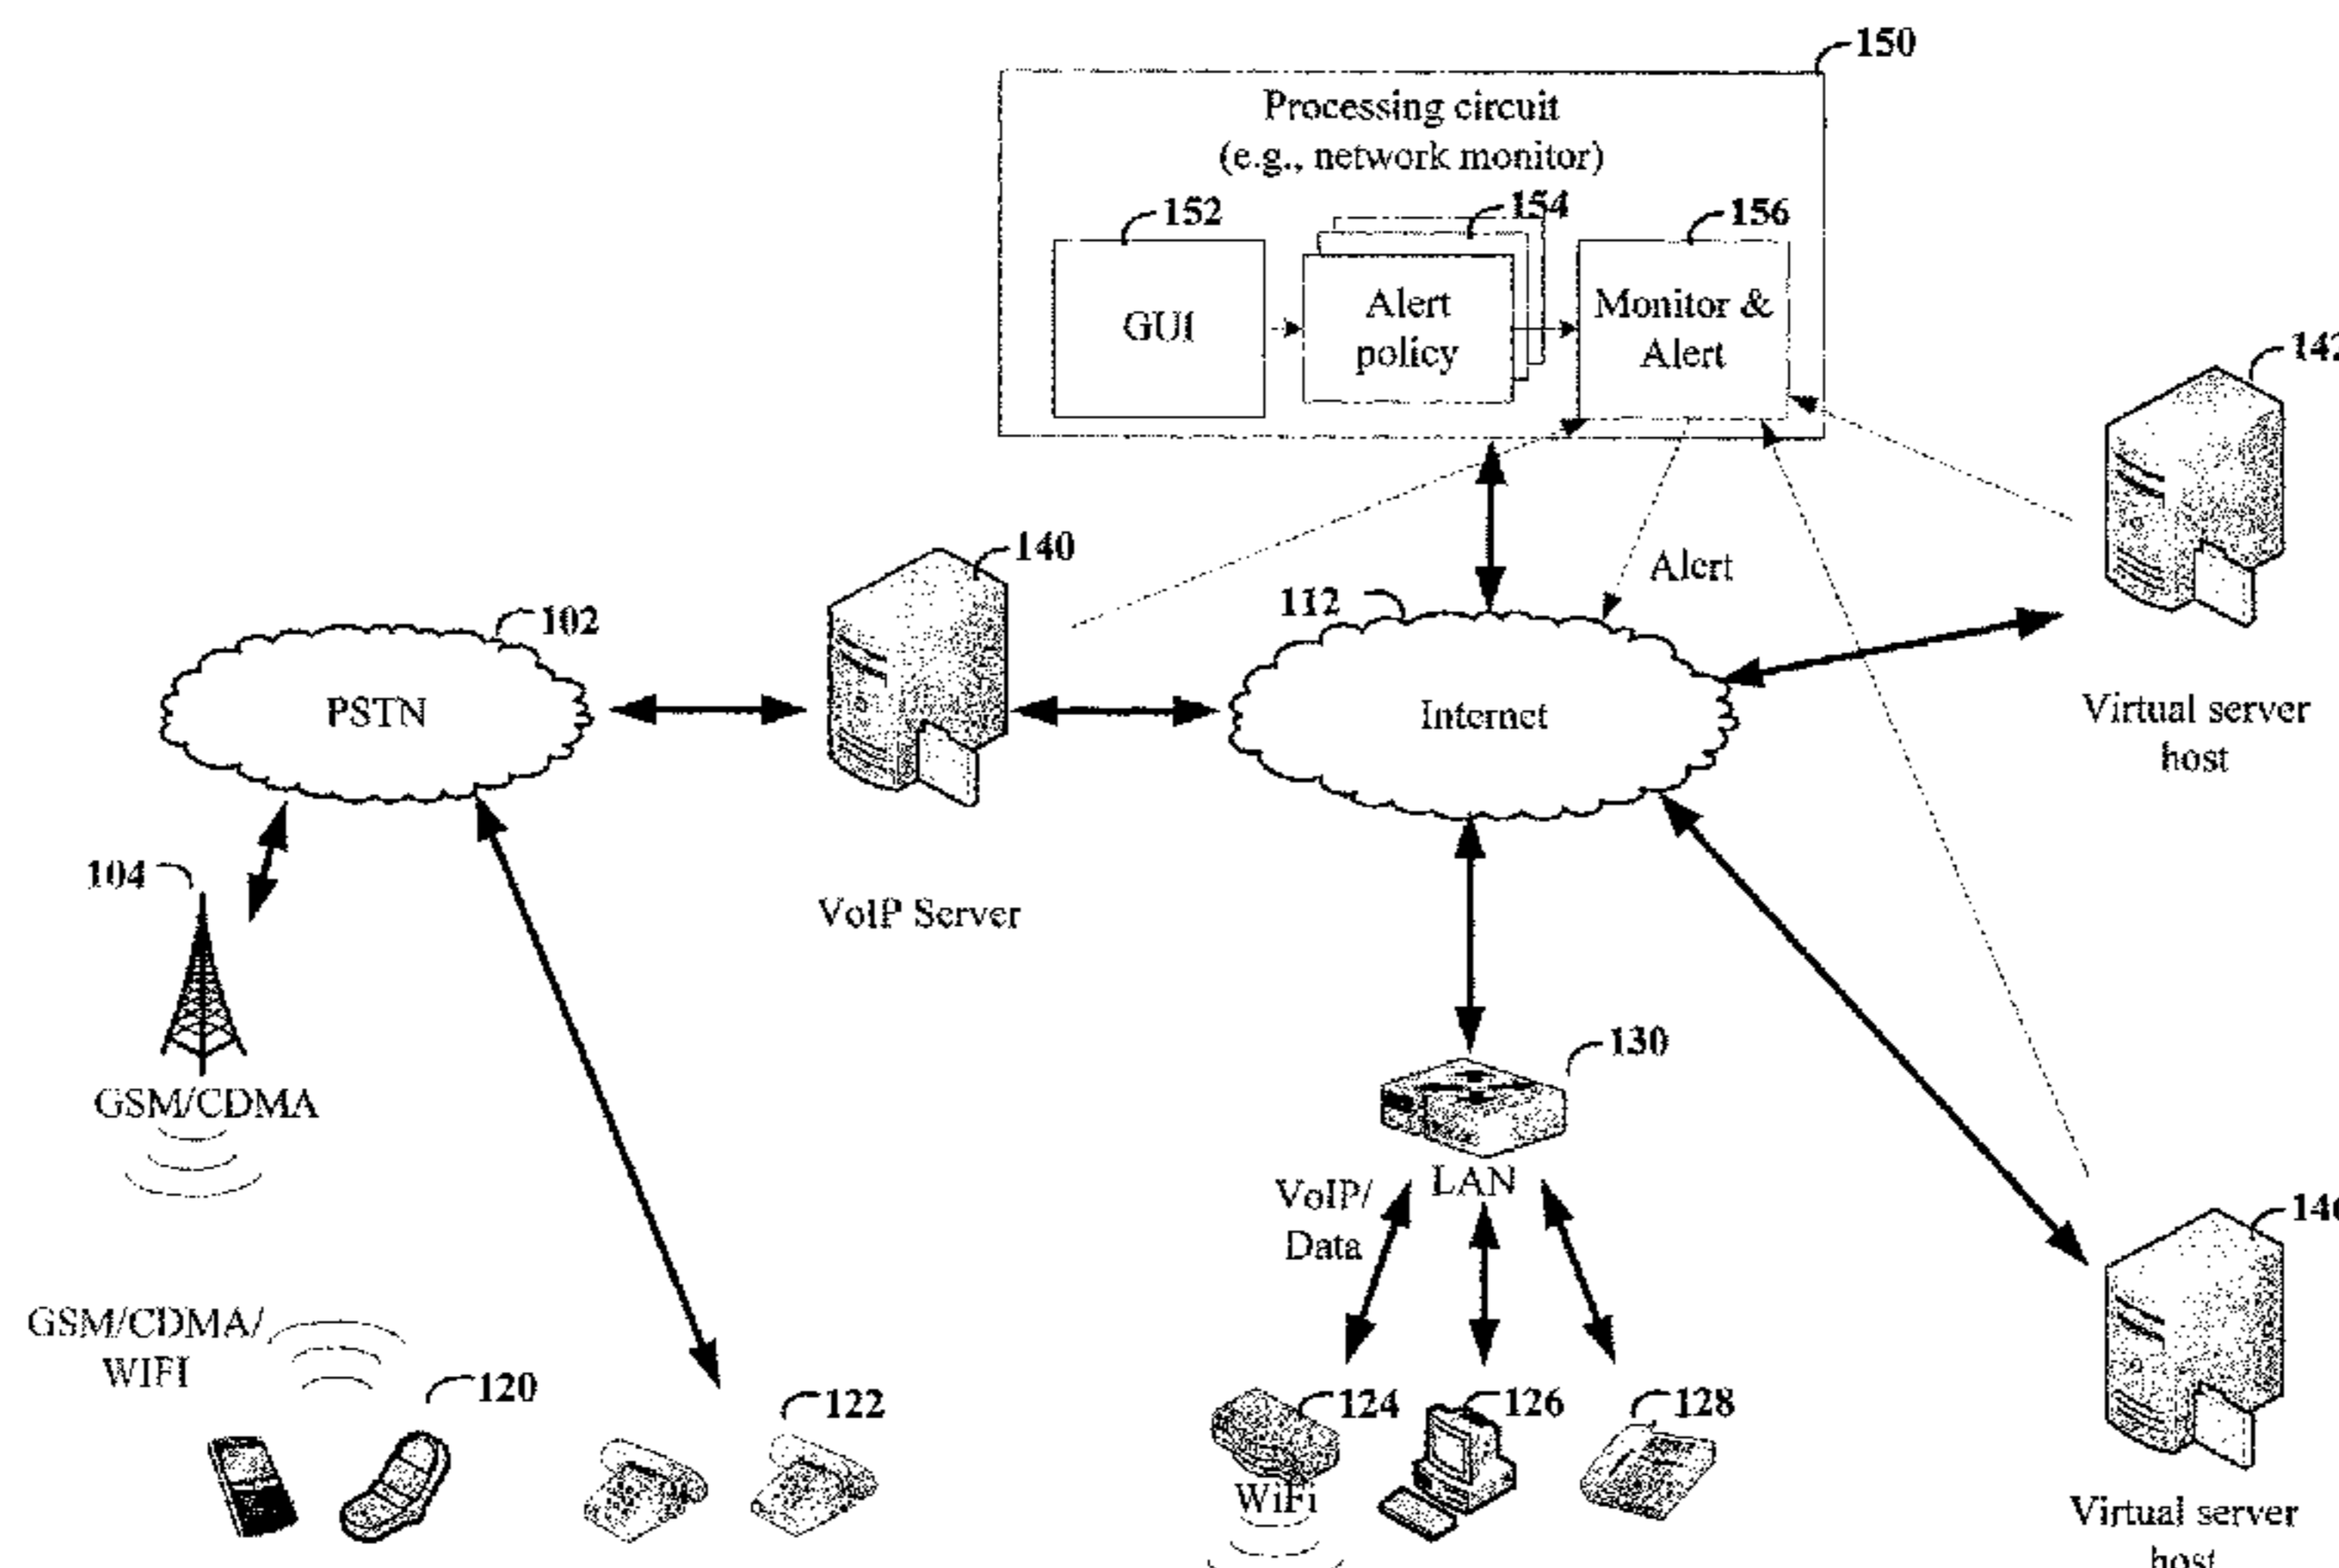 150
Processing circuit
(e.g., network monitor)
152
154
156
GUI
Alert
policy
Monitor &
Alert
142
140
Alert
112
102
PSTN
Internet
Virtual server
host
104
VoIP Server
130
GSM/CDMA
LAN
VoIP/
Data
GSM/CDMA/
WIFI
120
122
124
126
128
WiFi
Virtual server
host